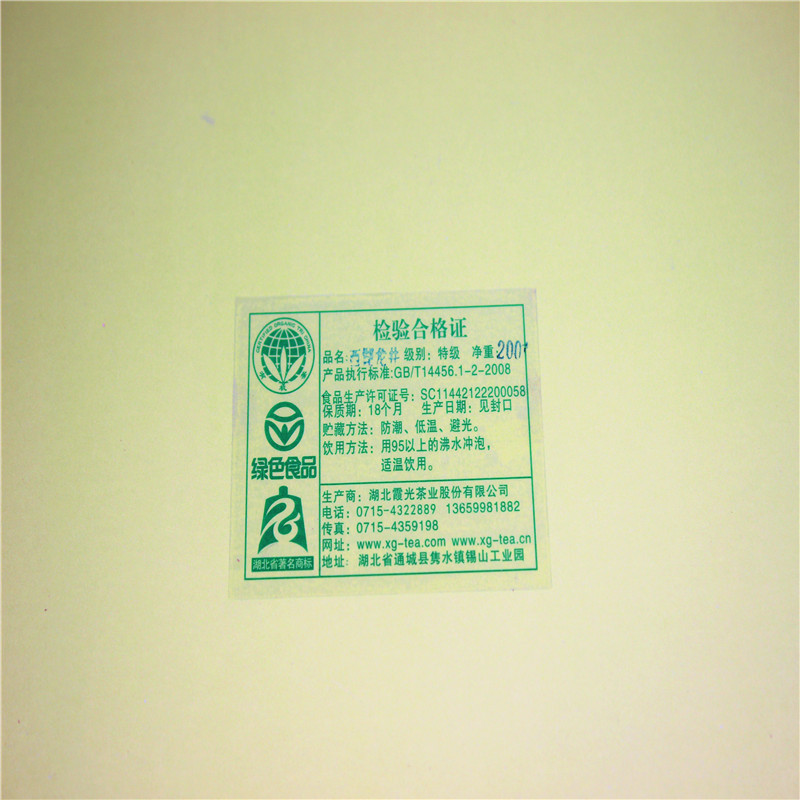 CERTIFIED ORGANIC TEA CHINA
绿色食品
湖北省著名商标
检验合格证
品名: 级别：特级 净重
产品执行标准:GB/T14456.1-2-2008
食品生产许可证号：SC11442122200058
保质期：18个月 生产日期：见封口
贮藏方法：防潮、低温、避光。
饮用方法：用95以上的沸水冲泡，
适温饮用。
生产商：湖北霞光茶业股份有限公司
电话：0715-4322889 13659981882
传真：0715-4359198
网址：www.xg-tea.com www.xg-tea.cn
地址：湖北省通城县隽水镇锡山工业园